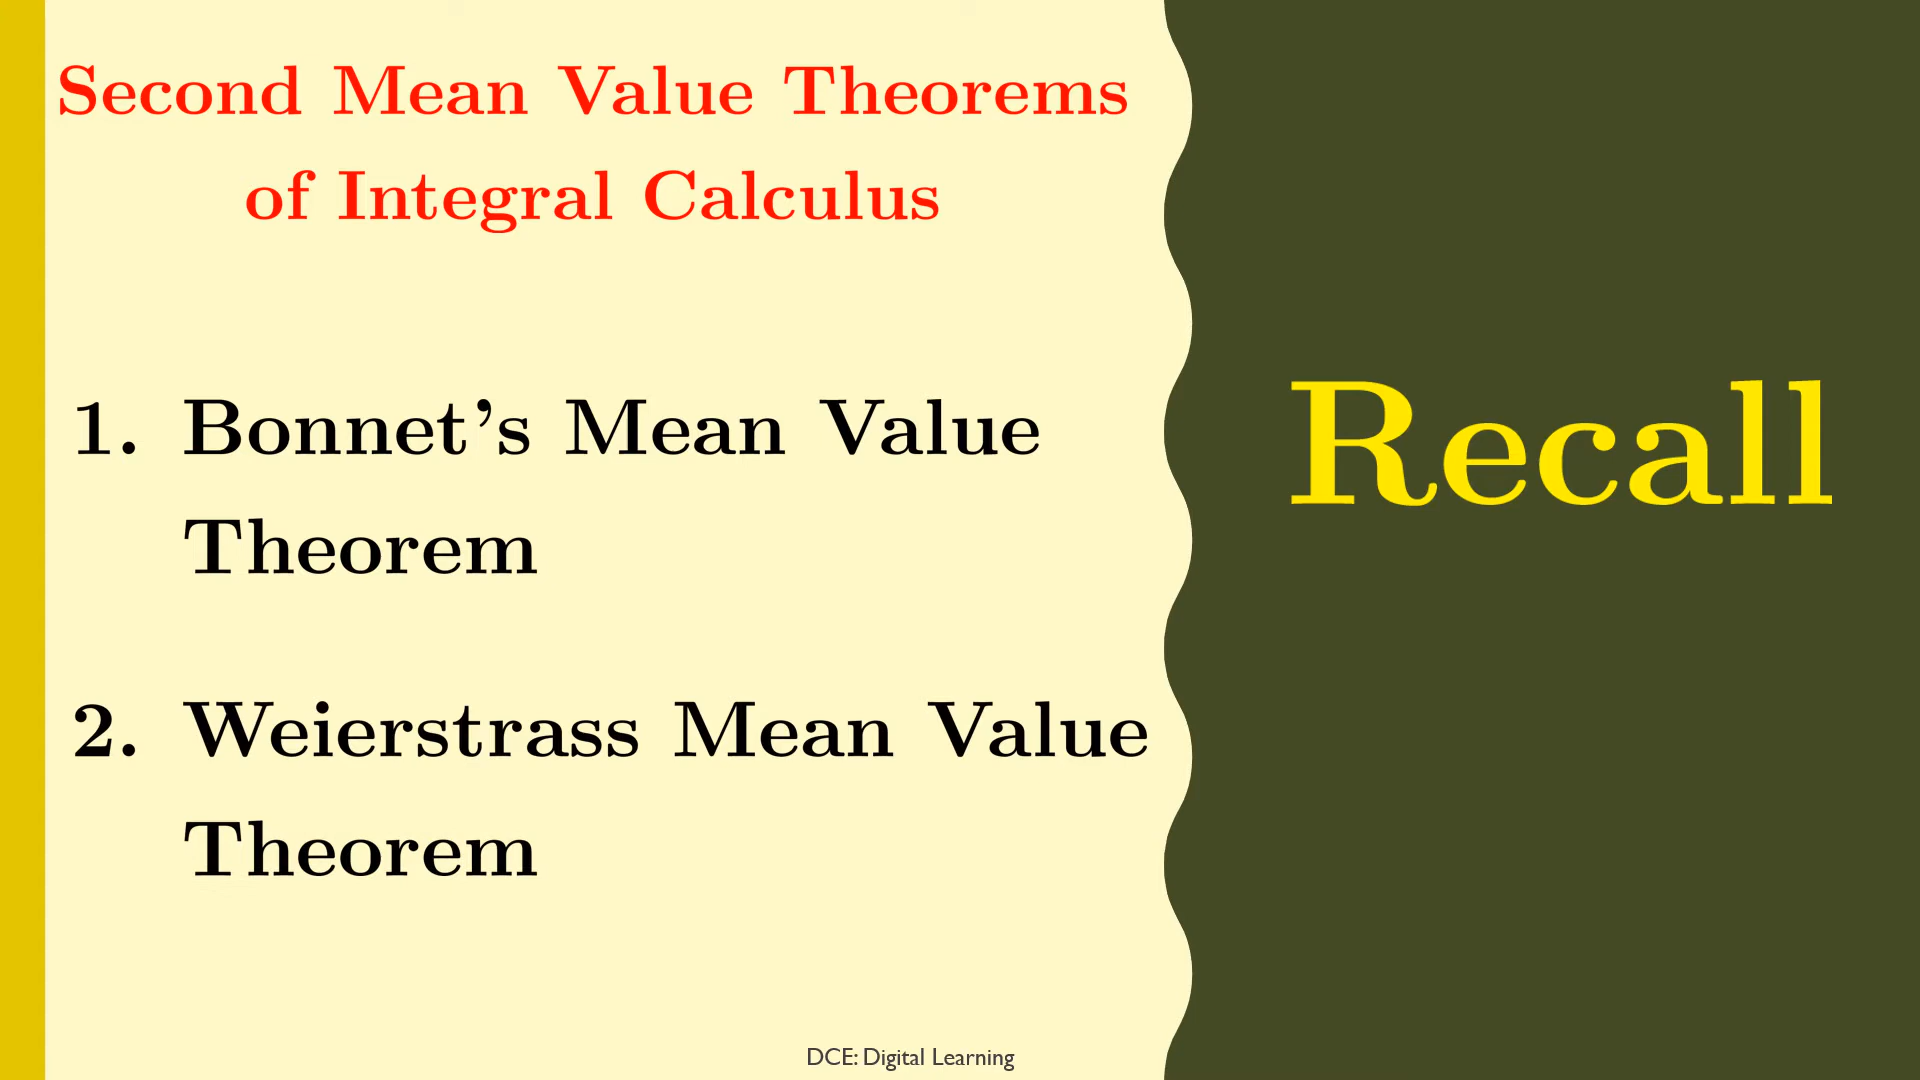 Second Mean Value Theorems
of Integral Calculus
1. Bonnet's Mean Value
Theorem
2. Weierstrass Mean Value
Theorem
Recall
DCE: Digital Learning